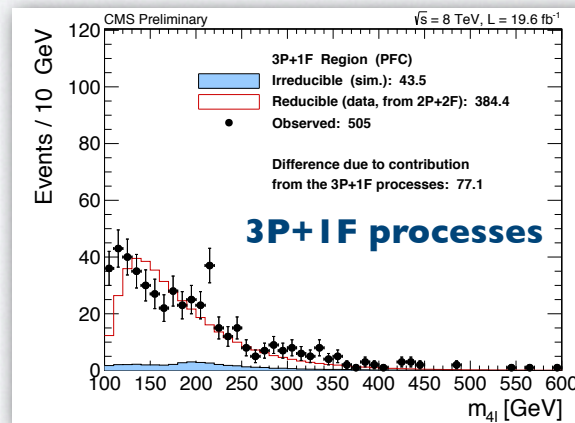 CMS Preliminary
√s = 8 TeV, L = 19.6 fb⁻¹
Events / 10 GeV
120
100
80
60
40
20
0
3P+1F Region (PFC)
Irreducible (sim.): 43.5
Reducible (data, from 2P+2F): 384.4
Observed: 505
Difference due to contribution
from the 3P+1F processes: 77.1
3P+1F processes
100 150 200 250 300 350 400 450 500 550 600
m4l [GeV]